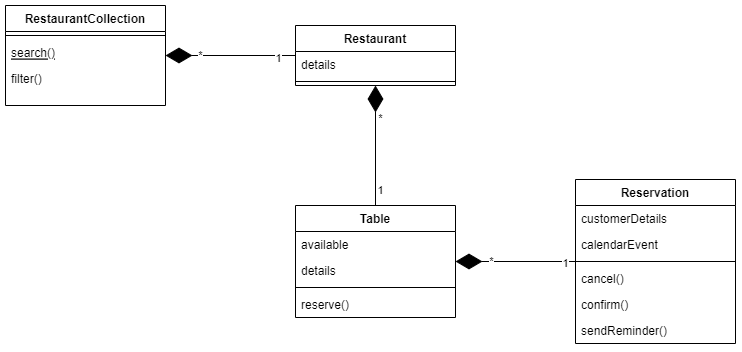 RestaurantCollection
search()
filter()
*
1
Restaurant
details
*
1
Table
available
details
reserve()
*
1
Reservation
customerDetails
calendarEvent
cancel()
confirm()
sendReminder()